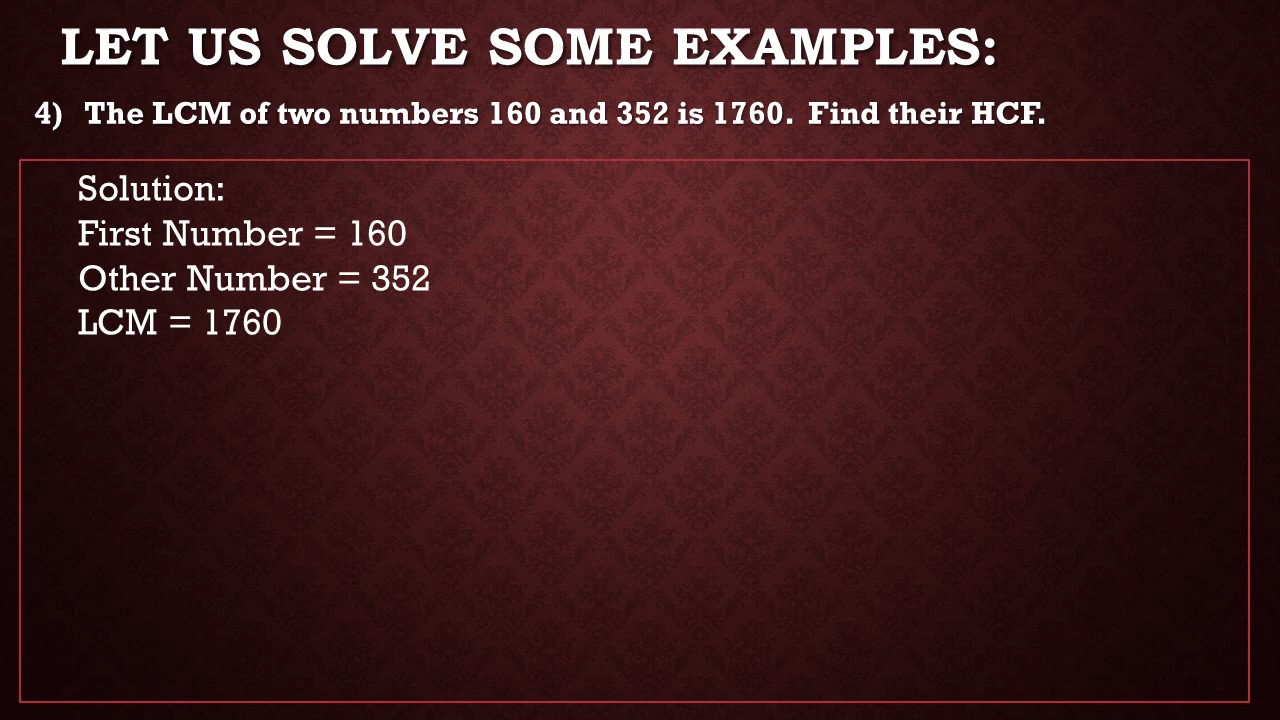 LET US SOLVE SOME EXAMPLES:
4) The LCM of two numbers 160 and 352 is 1760. Find their HCF.
Solution:
First Number = 160
Other Number = 352
LCM = 1760